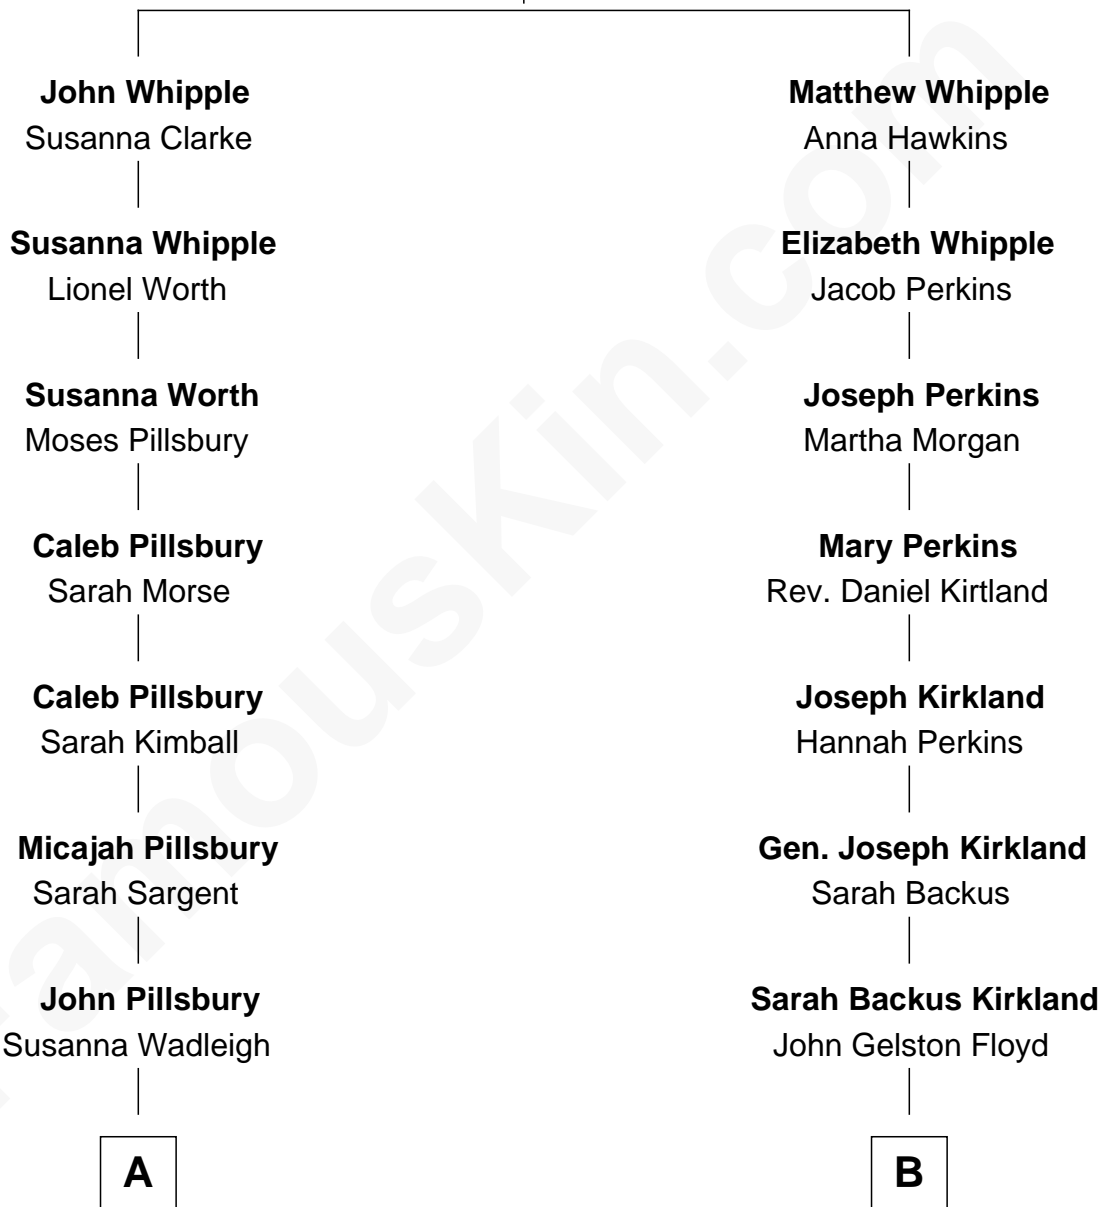 John Whipple
Susanna Clarke
Susanna Whipple
Lionel Worth
Susanna Worth
Moses Pillsbury
Caleb Pillsbury
Sarah Morse
Caleb Pillsbury
Sarah Kimball
Micajah Pillsbury
Sarah Sargent
John Pillsbury
Susanna Wadleigh
A
Matthew Whipple
Anna Hawkins
Elizabeth Whipple
Jacob Perkins
Joseph Perkins
Martha Morgan
Mary Perkins
Rev. Daniel Kirtland
Joseph Kirkland
Hannah Perkins
Gen. Joseph Kirkland
Sarah Backus
Sarah Backus Kirkland
John Gelston Floyd
B
FamousKin.com